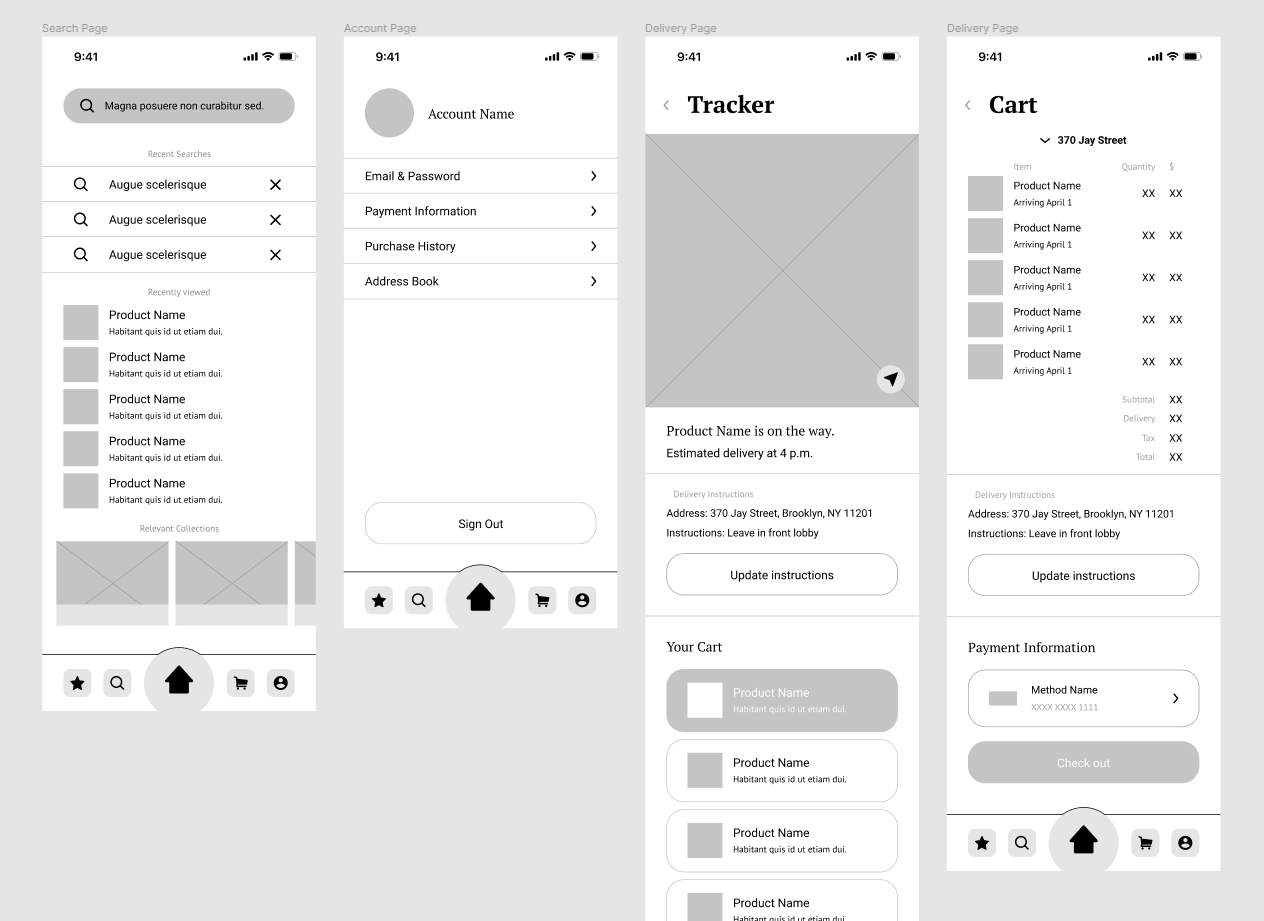 Search Page
9:41
Magna posuere non curabitur sed.
Recent Searches
Augue scelerisque
Augue scelerisque
Augue scelerisque
Recently viewed
Product Name
Habitant quis id ut etiam dui.
Product Name
Habitant quis id ut etiam dui.
Product Name
Habitant quis id ut etiam dui.
Product Name
Habitant quis id ut etiam dui.
Product Name
Habitant quis id ut etiam dui.
Relevant Collections
Account Page
9:41
Account Name
Email & Password
Payment Information
Purchase History
Address Book
Sign Out
Delivery Page
9:41
Tracker
Product Name is on the way.
Estimated delivery at 4 p.m.
Delivery Instructions
Address: 370 Jay Street, Brooklyn, NY 11201
Instructions: Leave in front lobby
Update instructions
Your Cart
Product Name
Habitant quis id ut etiam dui.
Product Name
Habitant quis id ut etiam dui.
Product Name
Habitant quis id ut etiam dui.
Product Name
Habitant quis id ut etiam dui.
Delivery Page
9:41
Cart
370 Jay Street
Item Quantity $
Product Name
Arriving April 1
XX XX
Product Name
Arriving April 1
XX XX
Product Name
Arriving April 1
XX XX
Product Name
Arriving April 1
XX XX
Product Name
Arriving April 1
XX XX
Subtotal XX
Delivery XX
Tax XX
Total XX
Delivery Instructions
Address: 370 Jay Street, Brooklyn, NY 11201
Instructions: Leave in front lobby
Update instructions
Payment Information
Method Name
XXXX XXXX 1111
Check out